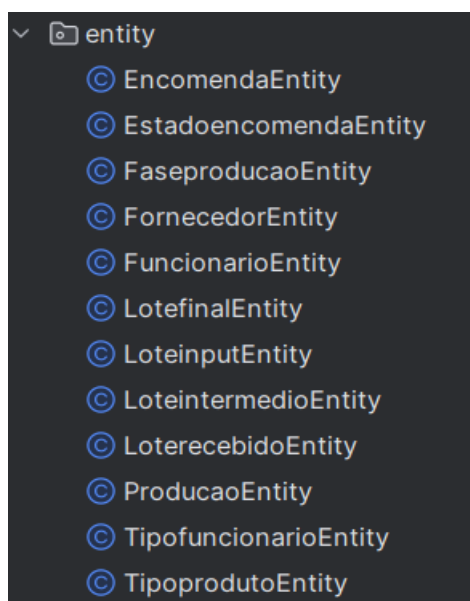 entity
EncomendaEntity
EstadoencomendaEntity
FaseproducaoEntity
FornecedorEntity
FuncionarioEntity
LotefinalEntity
LoteinputEntity
LoteintermedioEntity
LoterecebidoEntity
ProducaoEntity
TipofuncionarioEntity
TipoprodutoEntity